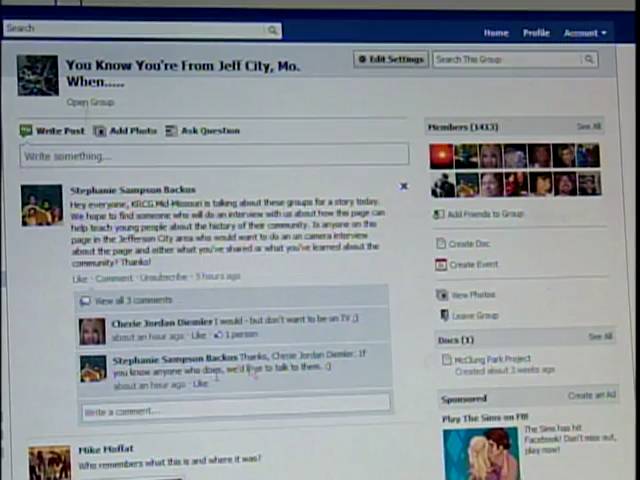 Search
Home Profile Account
You Know You're From Jeff City, Mo.
When.....
Open Group
Edit Settings
Search This Group
Write Post Add Photo Ask Question
Write something...
Stephanie Sampson Backus
Hey everyone, KRCG Mid-Missouri is talking about these groups for a story today.
We hope to find someone who will do an interview with us about how this page can
help teach young people about the history of their community. Is anyone on this
page in the Jefferson City area who would want to do an on camera interview
about the page and either what you've shared or what you've learned about the
community? Thanks!
Like · Comment · Unsubscribe · 5 hours ago
View all 3 comments
Cherie Jordan Diemler I would - but don't want to be on TV ;)
about an hour ago · Like · 1 person
Stephanie Sampson Backus Thanks, Cherie Jordan Diemler. If
you know anyone who does, we'd love to talk to them. :)
about an hour ago · Like
Write a comment...
Mike Moffat
Who remembers what this is and where it was?
Members (1413) See All
Add Friends to Group
Create Doc
Create Event
View Photos
Leave Group
Docs (1) See All
McClung Park Project
Created about 3 weeks ago
Sponsored Create an Ad
Play The Sims on FB!
The Sims has hit
Facebook! Don't miss out,
play now!